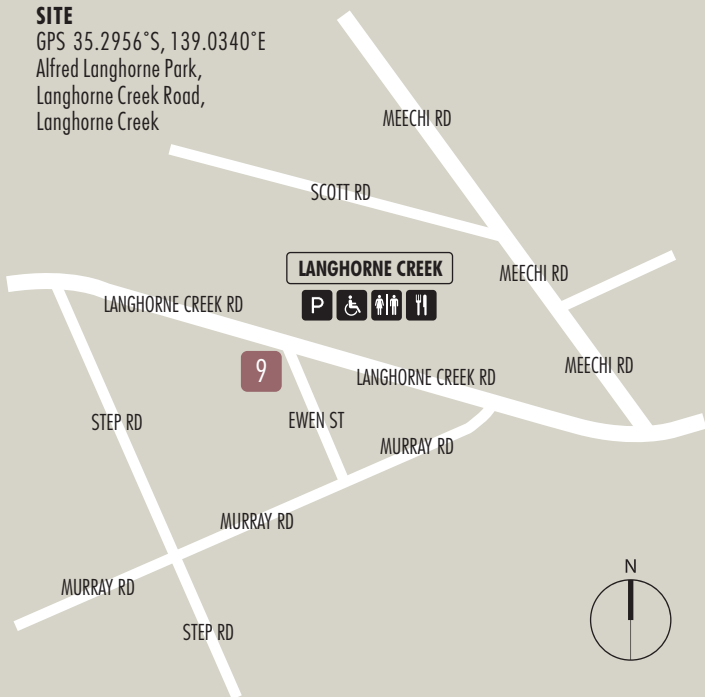 SITE
GPS 35.2956°S, 139.0340°E
Alfred Langhorne Park,
Langhorne Creek Road,
Langhorne Creek
MEECHI RD
SCOTT RD
LANGHORNE CREEK
MEECHI RD
P
LANGHORNE CREEK RD
MEECHI RD
9
LANGHORNE CREEK RD
STEP RD
EWEN ST
MURRAY RD
MURRAY RD
N
MURRAY RD
STEP RD